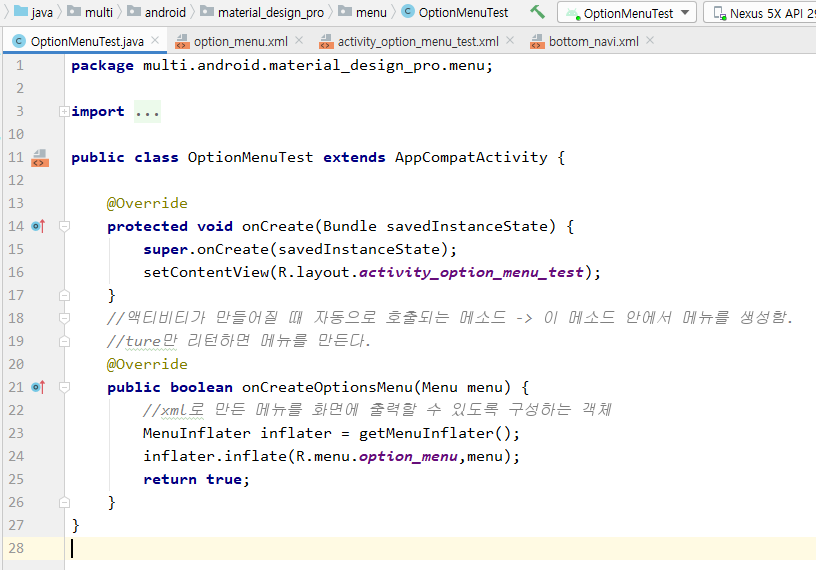 java multi android material_design_pro menu OptionMenuTest OptionMenuTest Nexus 5X API 29
OptionMenuTest.java option_menu.xml activity_option_menu_test.xml bottom_navi.xml
1 package multi.android.material_design_pro.menu;
2
3 import ...
10
11 public class OptionMenuTest extends AppCompatActivity {
12
13 @Override
14 protected void onCreate(Bundle savedInstanceState) {
15 super.onCreate(savedInstanceState);
16 setContentView(R.layout.activity_option_menu_test);
17 }
18 //액티비티가 만들어질 때 자동으로 호출되는 메소드 -> 이 메소드 안에서 메뉴를 생성함.
19 //ture만 리턴하면 메뉴를 만든다.
20 @Override
21 public boolean onCreateOptionsMenu(Menu menu) {
22 //xml로 만든 메뉴를 화면에 출력할 수 있도록 구성하는 객체
23 MenuInflater inflater = getMenuInflater();
24 inflater.inflate(R.menu.option_menu,menu);
25 return true;
26 }
27 }
28